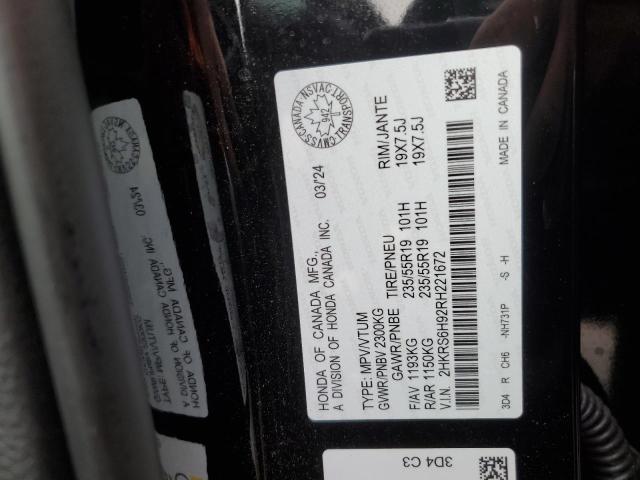 HONDA OF CANADA MFG.,
A DIVISION OF HONDA CANADA INC. 03/'24
CANADA NSVAC TRANSPORT CMVSS
942
TYPE: MPV/VTUM
GVWR/PNBV 2300KG
GAWR/PNBE TIRE/PNEU RIM/JANTE
F/AV 1193KG 235/55R19 101H 19X7.5J
R/AR 1150KG 235/55R19 101H 19X7.5J
V.I.N. 2HKRS6H92RH221672
3D4 R CH6 -NH731P -S -H MADE IN CANADA
3D4 C3